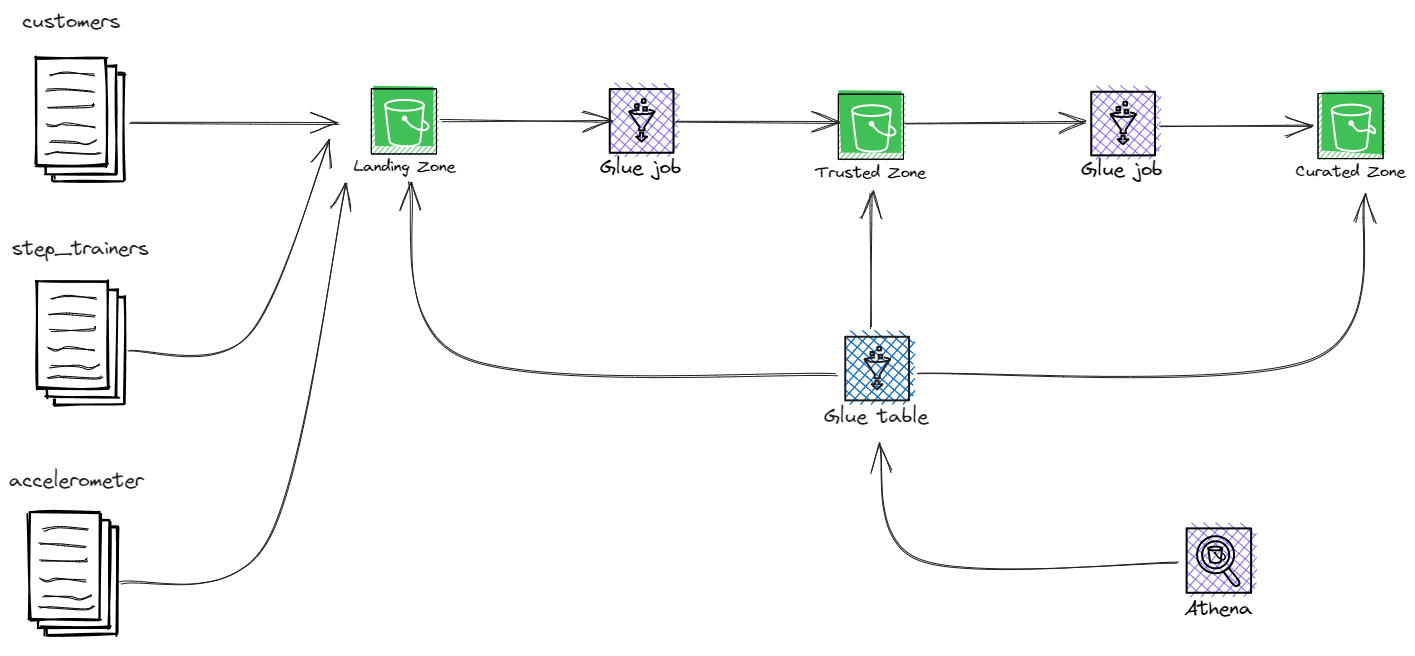 customers
Landing Zone
Glue job
Trusted Zone
Glue job
Curated Zone
step_trainers
Glue table
accelerometer
Athena